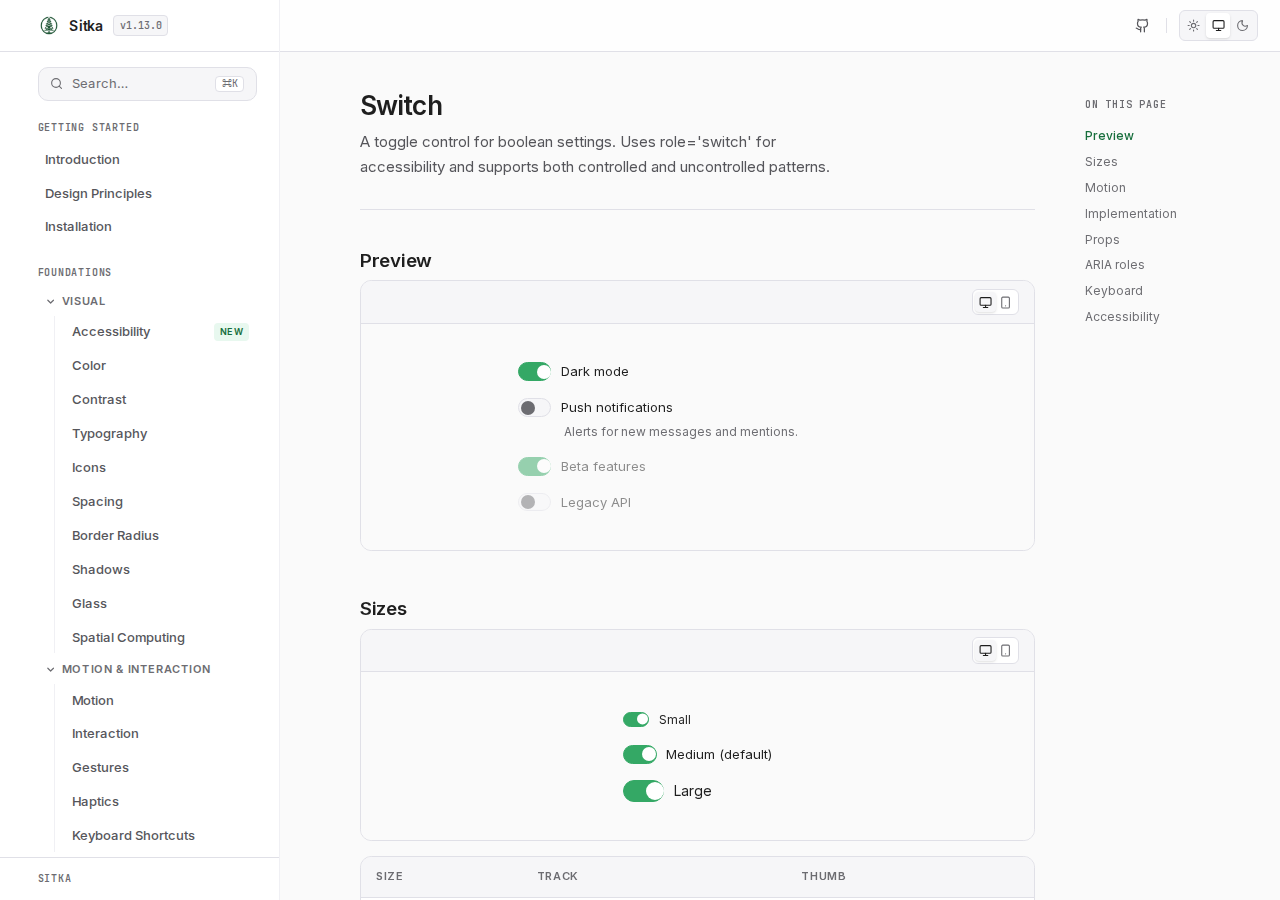 Sitka v1.13.0
Search... ⌘K
GETTING STARTED
Introduction
Design Principles
Installation
FOUNDATIONS
VISUAL
Accessibility NEW
Color
Contrast
Typography
Icons
Spacing
Border Radius
Shadows
Glass
Spatial Computing
MOTION & INTERACTION
Motion
Interaction
Gestures
Haptics
Keyboard Shortcuts
SITKA
Switch
A toggle control for boolean settings. Uses role='switch' for
accessibility and supports both controlled and uncontrolled patterns.
Preview
Dark mode
Push notifications
Alerts for new messages and mentions.
Beta features
Legacy API
Sizes
Small
Medium (default)
Large
SIZE TRACK THUMB
ON THIS PAGE
Preview
Sizes
Motion
Implementation
Props
ARIA roles
Keyboard
Accessibility